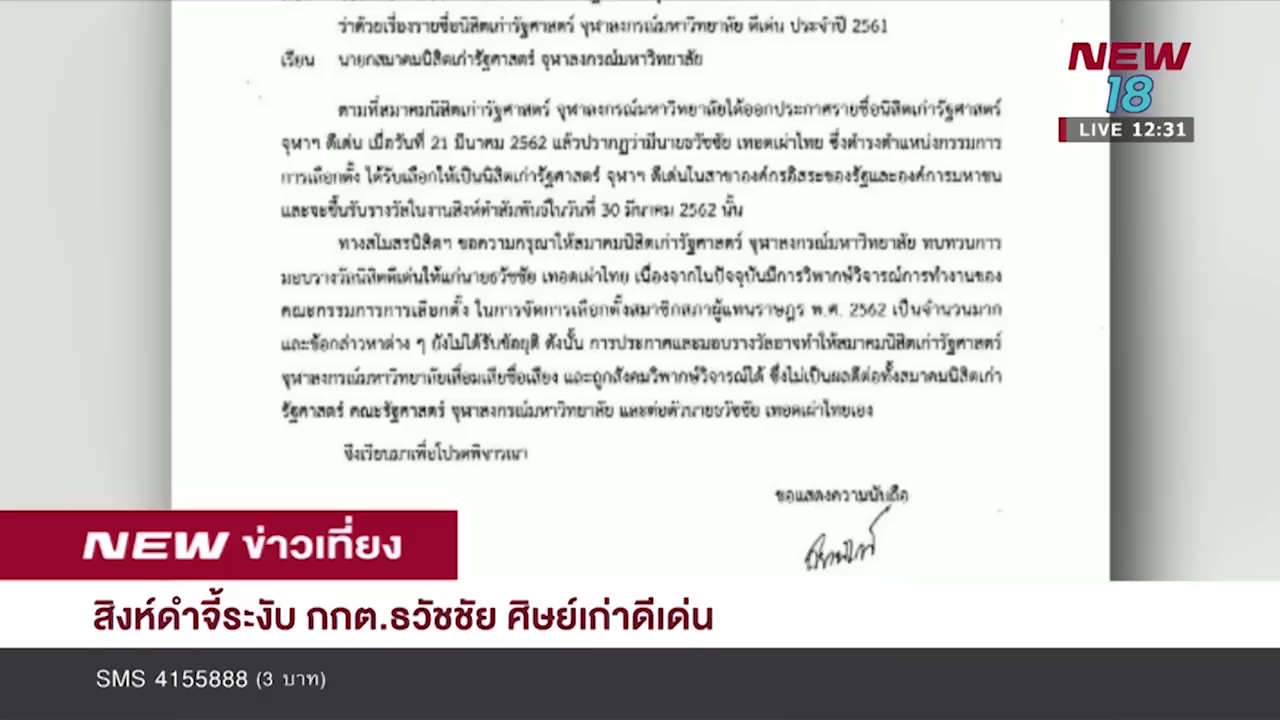 ว่าด้วยเรื่องรายชื่อนิสิตเก่ารัฐศาสตร์ จุฬาลงกรณ์มหาวิทยาลัย ดีเด่น ประจำปี 2561
เรียน นายกสมาคมนิสิตเก่ารัฐศาสตร์ จุฬาลงกรณ์มหาวิทยาลัย
NEW
18
LIVE 12:31
ตามที่สมาคมนิสิตเก่ารัฐศาสตร์ จุฬาลงกรณ์มหาวิทยาลัยได้ออกประกาศรายชื่อนิสิตเก่ารัฐศาสตร์
จุฬาฯ ดีเด่น เมื่อวันที่ 21 มีนาคม 2562 แล้วปรากฏว่ามีนายธวัชชัย เทอดเผ่าไทย ซึ่งดำรงตำแหน่งกรรมการ
การเลือกตั้ง ได้รับเลือกให้เป็นนิสิตเก่ารัฐศาสตร์ จุฬาฯ ดีเด่นในสาขาองค์กรอิสระของรัฐและองค์การมหาชน
และจะขึ้นรับรางวัลในงานสิงห์ดำสัมพันธ์ในวันที่ 30 มีนาคม 2562 นั้น
ทางสโมสรนิสิตฯ ขอความกรุณาให้สมาคมนิสิตเก่ารัฐศาสตร์ จุฬาลงกรณ์มหาวิทยาลัย ทบทวนการ
มอบรางวัลนิสิตดีเด่นให้แก่นายธวัชชัย เทอดเผ่าไทย เนื่องจากในปัจจุบันมีการวิพากษ์วิจารณ์การทำงานของ
คณะกรรมการการเลือกตั้ง ในการจัดการเลือกตั้งสมาชิกสภาผู้แทนราษฎร พ.ศ. 2562 เป็นจำนวนมาก
และข้อกล่าวหาต่าง ๆ ยังไม่ได้รับข้อยุติ ดังนั้น การประกาศและมอบรางวัลอาจทำให้สมาคมนิสิตเก่ารัฐศาสตร์
จุฬาลงกรณ์มหาวิทยาลัยเสื่อมเสียชื่อเสียง และถูกสังคมวิพากษ์วิจารณ์ได้ ซึ่งไม่เป็นผลดีต่อทั้งสมาคมนิสิตเก่า
รัฐศาสตร์ คณะรัฐศาสตร์ จุฬาลงกรณ์มหาวิทยาลัย และต่อตัวนายธวัชชัย เทอดเผ่าไทยเอง
จึงเรียนมาเพื่อโปรดพิจารณา
ขอแสดงความนับถือ
NEW ข่าวเที่ยง
สิงห์ดำจี้ระงับ กกต.ธวัชชัย ศิษย์เก่าดีเด่น
SMS 4155888 (3 บาท)